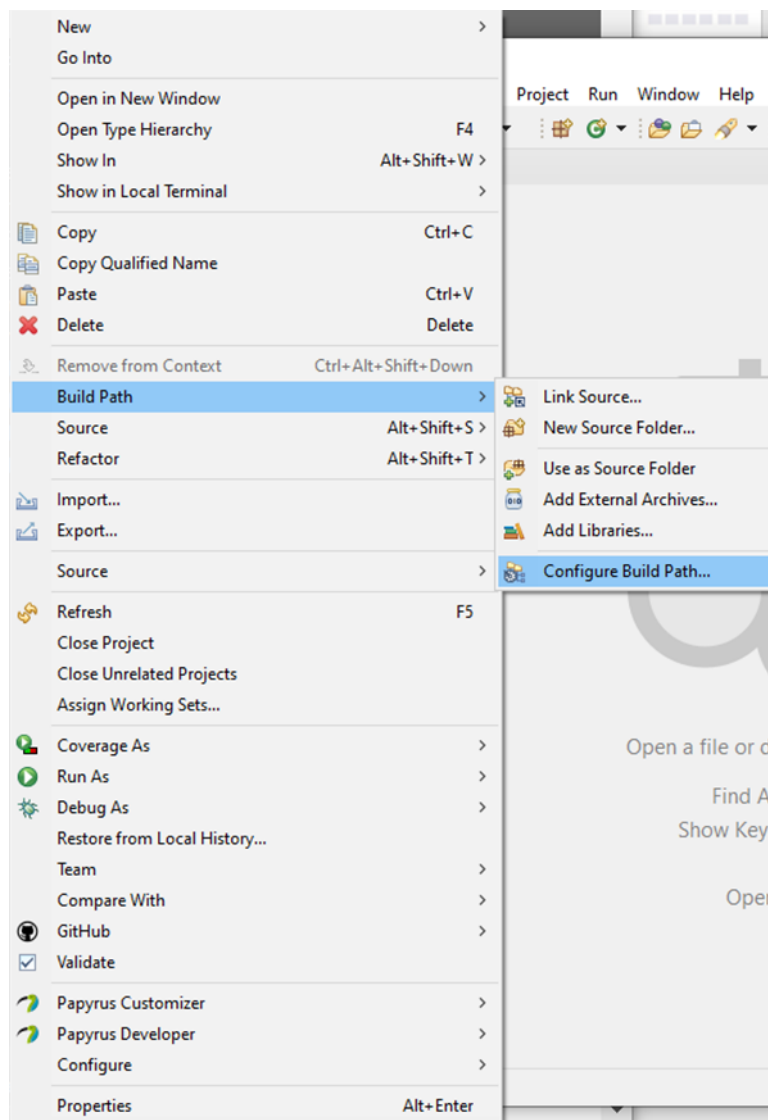 New
Go Into
Open in New Window
Open Type Hierarchy F4
Show In Alt+Shift+W >
Show in Local Terminal
Copy Ctrl+C
Copy Qualified Name
Paste Ctrl+V
Delete Delete
Remove from Context Ctrl+Alt+Shift+Down
Build Path
Source Alt+Shift+S >
Refactor Alt+Shift+T >
Import...
Export...
Source
Refresh F5
Close Project
Close Unrelated Projects
Assign Working Sets...
Coverage As
Run As
Debug As
Restore from Local History...
Team
Compare With
GitHub
Validate
Papyrus Customizer
Papyrus Developer
Configure
Properties Alt+Enter
Project Run Window Help
Link Source...
New Source Folder...
Use as Source Folder
Add External Archives...
Add Libraries...
Configure Build Path...
Open a file or
Find A
Show Key